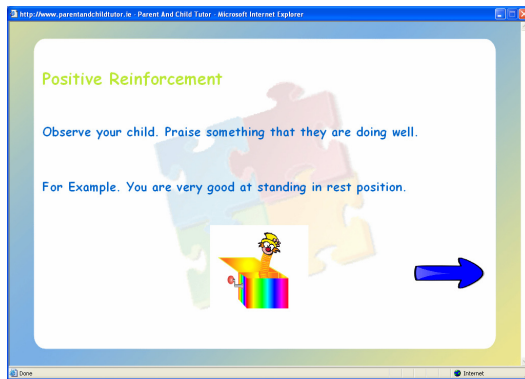 http://www.parentandchildtutor.ie - Parent And Child Tutor - Microsoft Internet Explorer
Positive Reinforcement
Observe your child. Praise something that they are doing well.
For Example. You are very good at standing in rest position.
Done
Internet